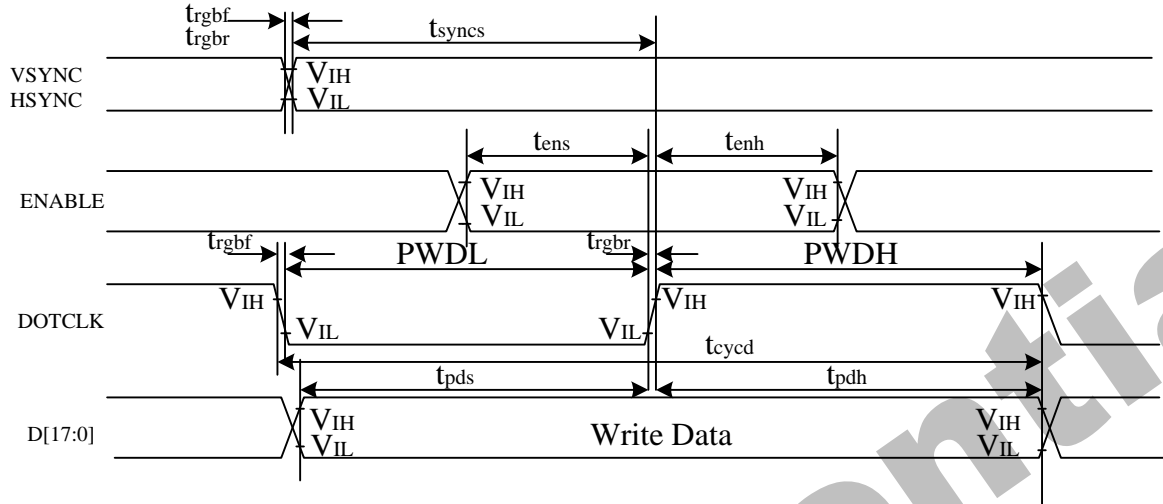 trgbf
trgbr
tsyncs
VSYNC
HSYNC
VIH
VIL
tens
tenh
ENABLE
VIH
VIL
VIH
VIL
trgbf
PWDL
trgbr
PWDH
DOTCLK
VIH
VIL
VIL
VIH
VIH
tcycd
tpds
tpdh
D[17:0]
VIH
VIL
Write Data
VIH
VIL